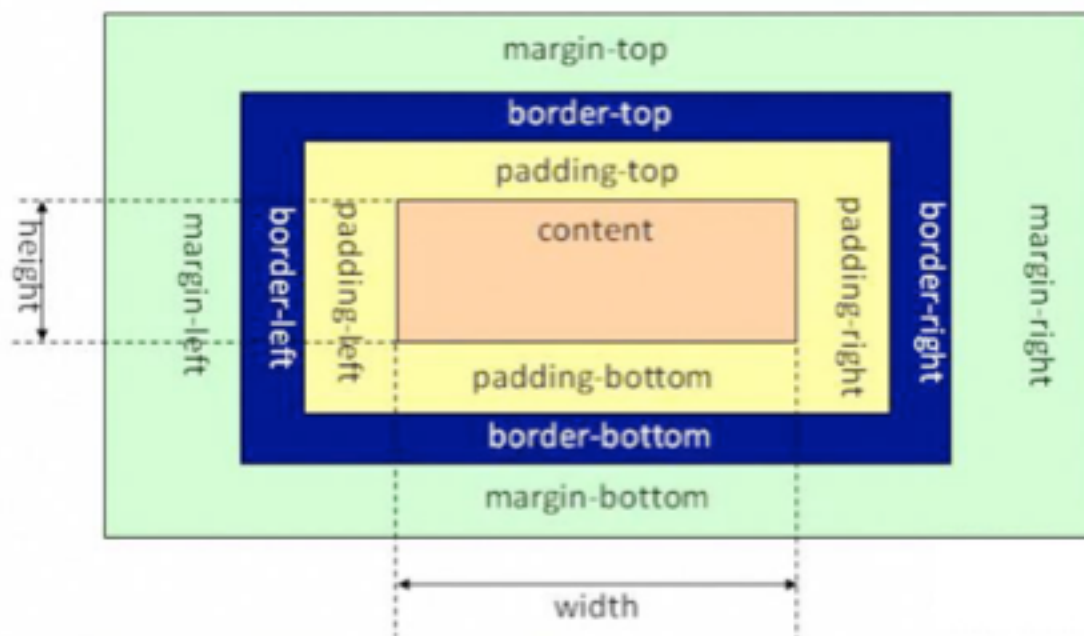 margin-top
border-top
padding-top
content
height
margin-left
border-left
padding-left
padding-right
border-right
margin-right
padding-bottom
border-bottom
margin-bottom
width